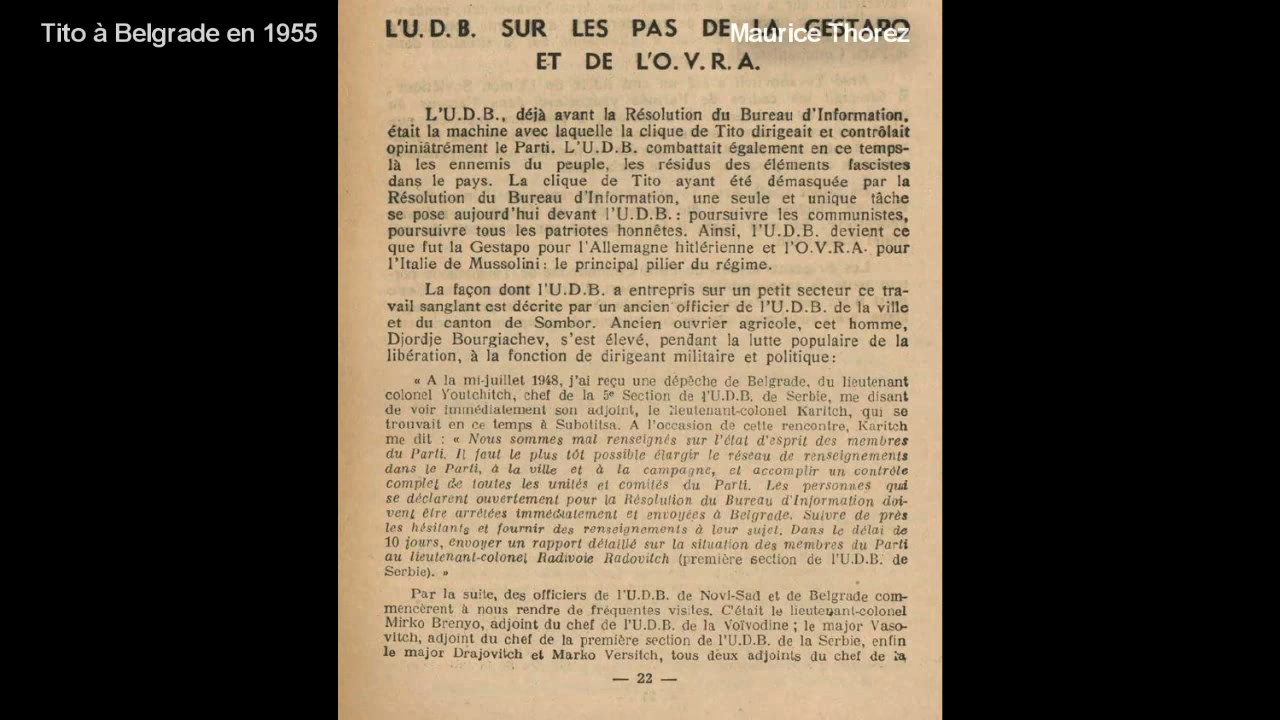 Tito à Belgrade en 1955
Maurice Thorez
L'U.D.B. SUR LES PAS DE LA GESTAPO
ET DE L'O.V.R.A.
L'U.D.B., déjà avant la Résolution du Bureau d'Information,
était la machine avec laquelle la clique de Tito dirigeait et contrôlait
opiniâtrément le Parti. L'U.D.B. combattait également en ce temps-
là les ennemis du peuple, les résidus des éléments fascistes
dans le pays. La clique de Tito ayant été démasquée par la
Résolution du Bureau d'Information, une seule et unique tâche
se pose aujourd'hui devant l'U.D.B. : poursuivre les communistes,
poursuivre tous les patriotes honnêtes. Ainsi, l'U.D.B. devient ce
que fut la Gestapo pour l'Allemagne hitlérienne et l'O.V.R.A. pour
l'Italie de Mussolini : le principal pilier du régime.
La façon dont l'U.D.B. a entrepris sur un petit secteur ce tra-
vail sanglant est décrite par un ancien officier de l'U.D.B. de la ville
et du canton de Sombor. Ancien ouvrier agricole, cet homme,
Djordje Bourgiachev, s'est élevé, pendant la lutte populaire de la
libération, à la fonction de dirigeant militaire et politique :
« A la mi-juillet 1948, j'ai reçu une dépêche de Belgrade, du lieutenant
colonel Youtchitch, chef de la 5e Section de l'U.D.B. de Serbie, me disant
de voir immédiatement son adjoint, le lieutenant-colonel Karitch, qui se
trouvait en ce temps à Subotitsa. A l'occasion de cette rencontre, Karitch
me dit : « Nous sommes mal renseignés sur l'état d'esprit des membres
du Parti. Il faut le plus tôt possible élargir le réseau de renseignements
dans le Parti, à la ville et à la campagne, et accomplir un contrôle
complet de toutes les unités et comités du Parti. Les personnes qui
se déclarent ouvertement pour la Résolution du Bureau d'Information doi-
vent être arrêtées immédiatement et envoyées à Belgrade. Suivre de près
les hésitants et fournir des renseignements à leur sujet. Dans le délai de
10 jours, envoyer un rapport détaillé sur la situation des membres du Parti
au lieutenant-colonel Radivoie Radovitch (première section de l'U.D.B. de
Serbie). »
Par la suite, des officiers de l'U.D.B. de Novi-Sad et de Belgrade com-
mencèrent à nous rendre de fréquentes visites. C'était le lieutenant-colonel
Mirko Brenyo, adjoint du chef de l'U.D.B. de la Voïvodine ; le major Vaso-
vitch, adjoint du chef de la première section de l'U.D.B. de la Serbie, enfin
le major Drajovitch et Marko Versitch, tous deux adjoints du chef de la
— 22 —